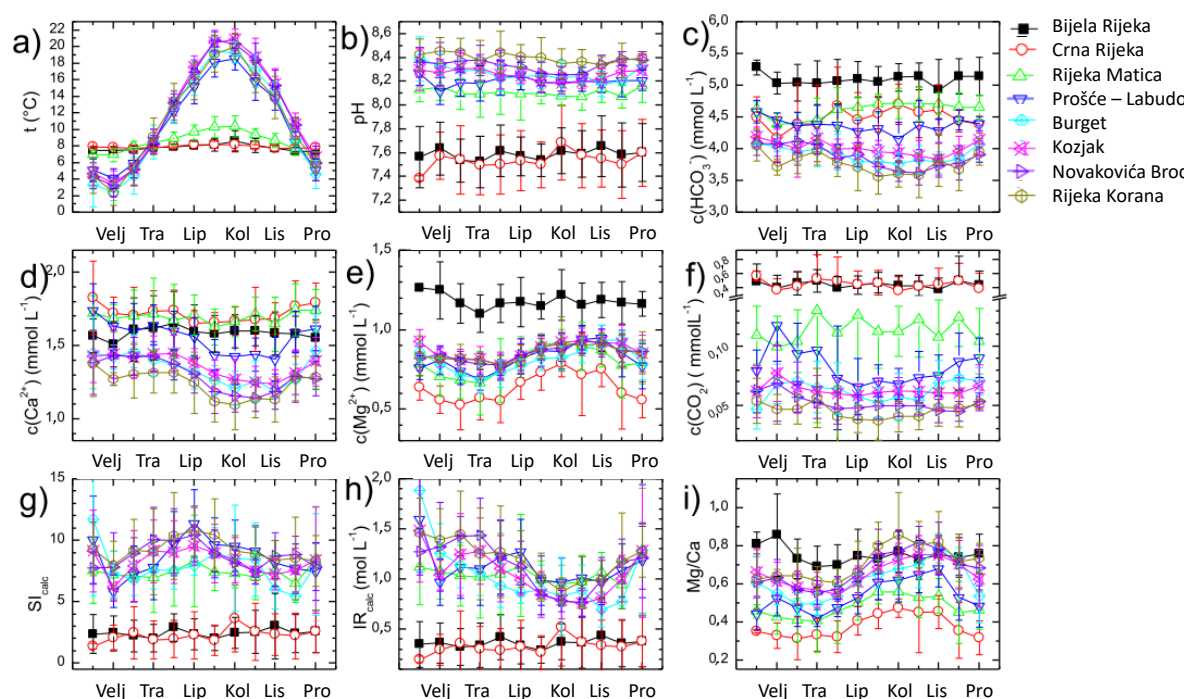 a)
t (°C)
22
20
18
16
14
12
10
8
6
4
2
0
Velj Tra Lip Kol Lis Pro
b)
pH
8,6
8,4
8,2
8,0
7,8
7,6
7,4
7,2
Velj Tra Lip Kol Lis Pro
c)
c(HCO₃⁻) (mmol L⁻¹)
6,0
5,5
5,0
4,5
4,0
3,5
3,0
Velj Tra Lip Kol Lis Pro
Bijela Rijeka
Crna Rijeka
Rijeka Matica
Prošće – Labudo
Burget
Kozjak
Novakovića Brod
Rijeka Korana
d)
c(Ca²⁺) (mmol L⁻¹)
2,0
1,5
1,0
Velj Tra Lip Kol Lis Pro
e)
c(Mg²⁺) (mmol L⁻¹)
1,5
1,0
0,5
Velj Tra Lip Kol Lis Pro
f)
c(CO₂) ( mmolL⁻¹)
0,8
0,6
0,4
0,10
0,05
Velj Tra Lip Kol Lis Pro
g)
SIcalc
15
10
5
0
Velj Tra Lip Kol Lis Pro
h)
IRcalc (mol L⁻¹)
2,0
1,5
1,0
0,5
Velj Tra Lip Kol Lis Pro
i)
Mg/Ca
1,0
0,8
0,6
0,4
0,2
Velj Tra Lip Kol Lis Pro